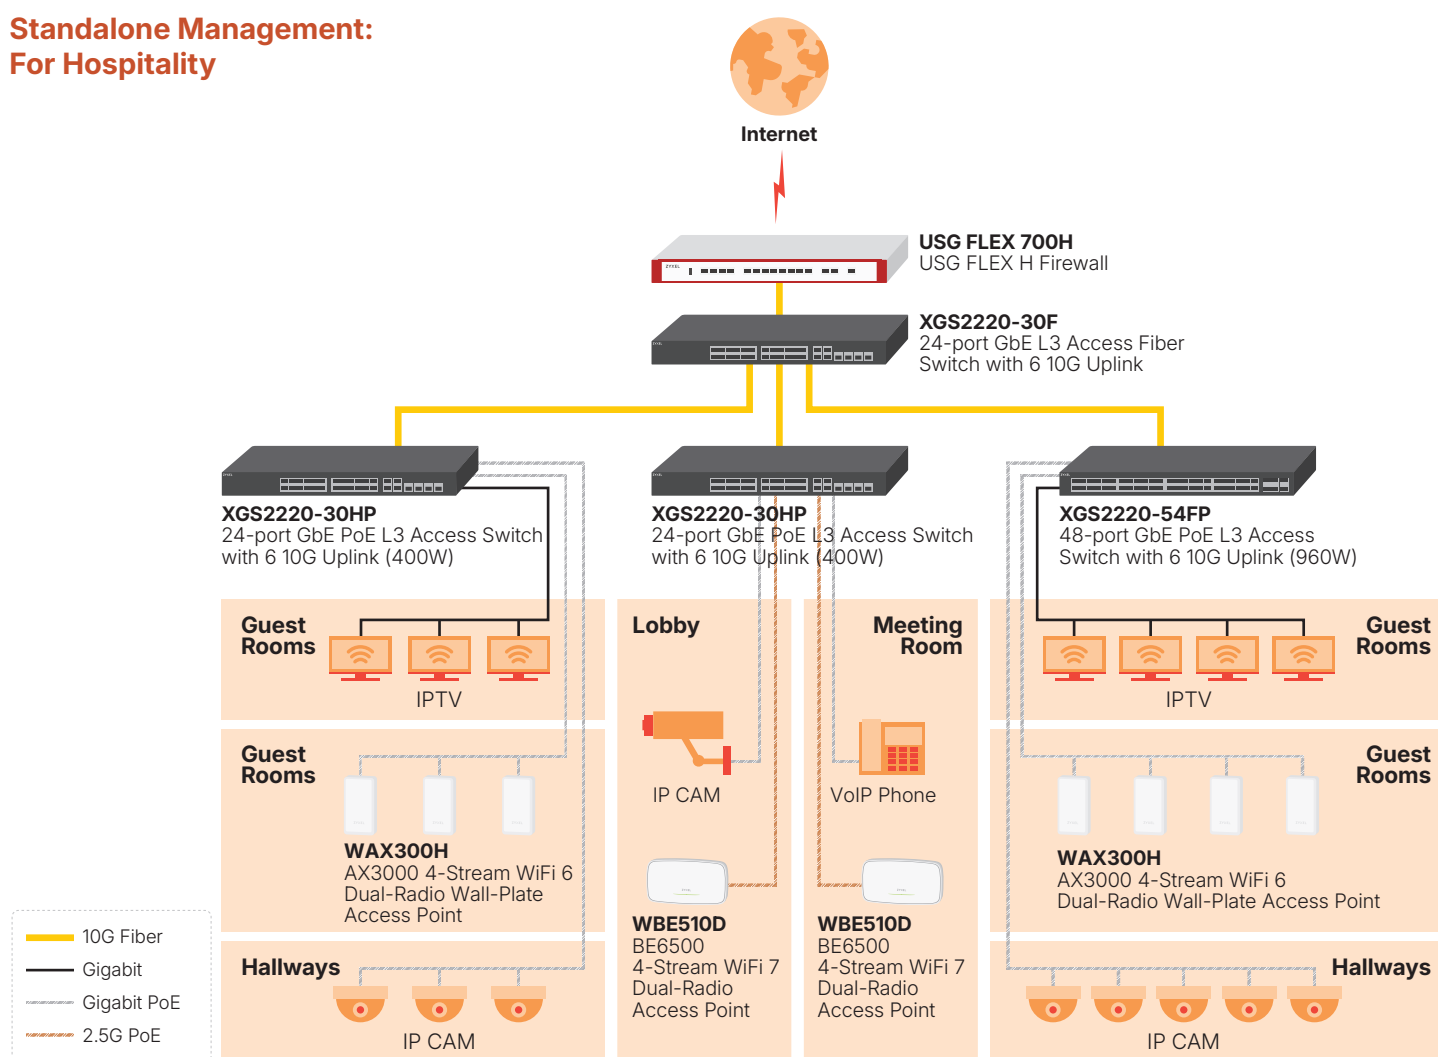 Standalone Management:
For Hospitality
Internet
ZYXEL
USG FLEX 700H
USG FLEX H Firewall
XGS2220-30F
24-port GbE L3 Access Fiber
Switch with 6 10G Uplink
XGS2220-30HP
24-port GbE PoE L3 Access Switch
with 6 10G Uplink (400W)
XGS2220-30HP
24-port GbE PoE L3 Access Switch
with 6 10G Uplink (400W)
XGS2220-54FP
48-port GbE PoE L3 Access
Switch with 6 10G Uplink (960W)
Guest
Rooms
IPTV
Lobby
Meeting
Room
Guest
Rooms
IPTV
Guest
Rooms
WAX300H
AX3000 4-Stream WiFi 6
Dual-Radio Wall-Plate
Access Point
IP CAM
VoIP Phone
Guest
Rooms
WAX300H
AX3000 4-Stream WiFi 6
Dual-Radio Wall-Plate Access Point
WBE510D
BE6500
4-Stream WiFi 7
Dual-Radio
Access Point
WBE510D
BE6500
4-Stream WiFi 7
Dual-Radio
Access Point
Hallways
IP CAM
Hallways
IP CAM
10G Fiber
Gigabit
Gigabit PoE
2.5G PoE